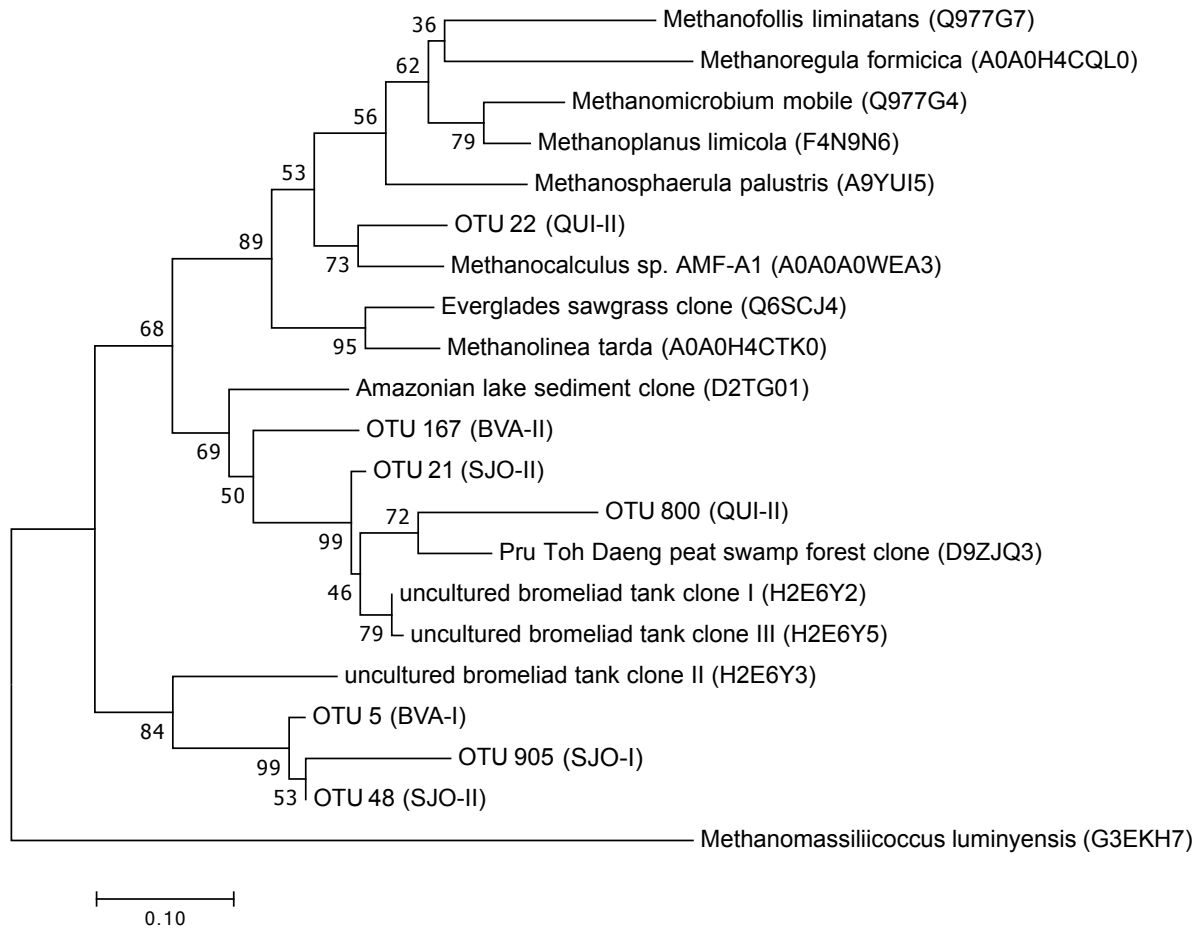 36
Methanofollis liminatans (Q977G7)
Methanoregula formicica (A0A0H4CQL0)
62
Methanomicrobium mobile (Q977G4)
56
79
Methanoplanus limicola (F4N9N6)
53
Methanosphaerula palustris (A9YUI5)
OTU 22 (QUI-II)
89
73
Methanocalculus sp. AMF-A1 (A0A0A0WEA3)
Everglades sawgrass clone (Q6SCJ4)
68
95
Methanolinea tarda (A0A0H4CTK0)
Amazonian lake sediment clone (D2TG01)
OTU 167 (BVA-II)
69
OTU 21 (SJO-II)
50
OTU 800 (QUI-II)
72
99
Pru Toh Daeng peat swamp forest clone (D9ZJQ3)
46
uncultured bromeliad tank clone I (H2E6Y2)
79
uncultured bromeliad tank clone III (H2E6Y5)
uncultured bromeliad tank clone II (H2E6Y3)
OTU 5 (BVA-I)
84
OTU 905 (SJO-I)
99
53
OTU 48 (SJO-II)
Methanomassiliicoccus luminyensis (G3EKH7)
0.10